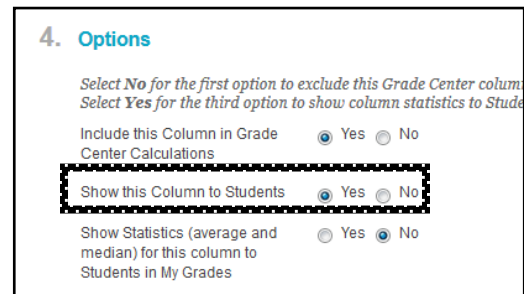 4. Options
Select No for the first option to exclude this Grade Center
Select Yes for the third option to show column statistics to
Include this Column in Grade Yes No
Center Calculations
Show this Column to Students Yes No
Show Statistics (average and Yes No
median) for this column to
Students in My Grades